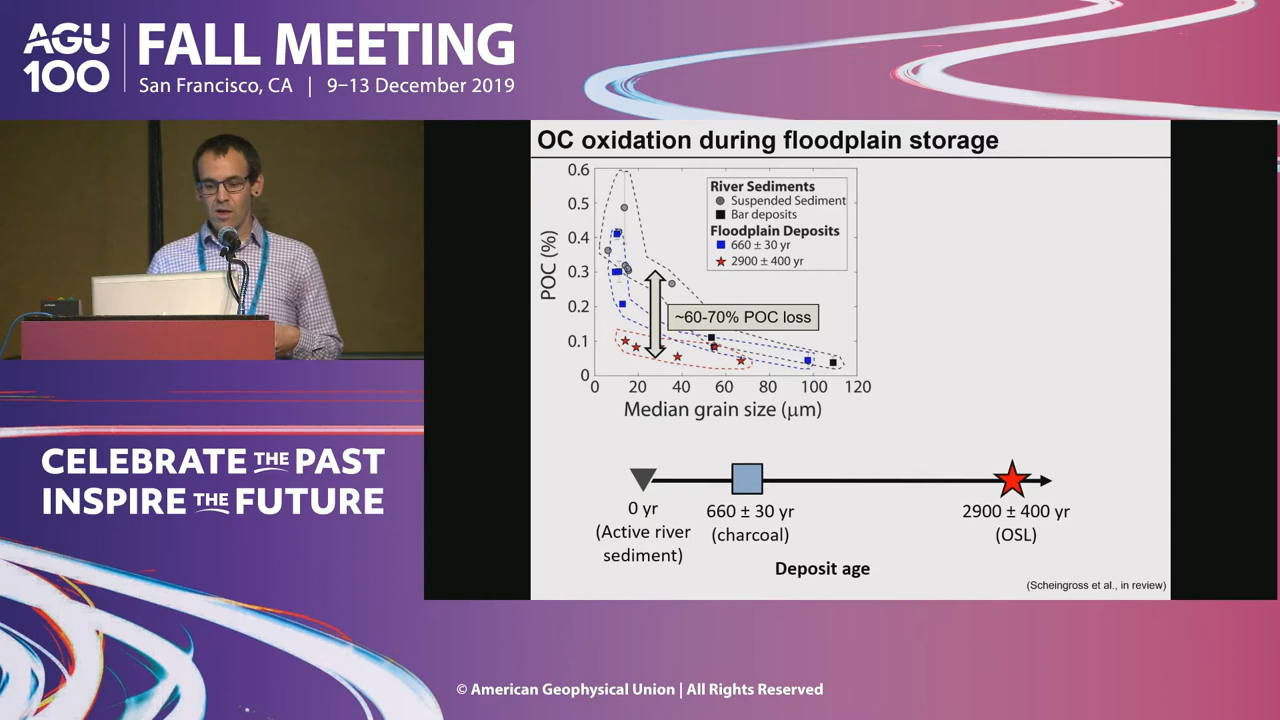 AGU
100
FALL MEETING
San Francisco, CA | 9–13 December 2019
OC oxidation during floodplain storage
0.6
0.5
0.4
0.3
0.2
0.1
0
POC (%)
River Sediments
Suspended Sediment
Bar deposits
Floodplain Deposits
660 ± 30 yr
2900 ± 400 yr
~60-70% POC loss
0 20 40 60 80 100 120
Median grain size (μm)
0 yr
(Active river
sediment)
660 ± 30 yr
(charcoal)
2900 ± 400 yr
(OSL)
Deposit age
(Scheingross et al., in review)
CELEBRATE THE PAST
INSPIRE THE FUTURE
© American Geophysical Union | All Rights Reserved